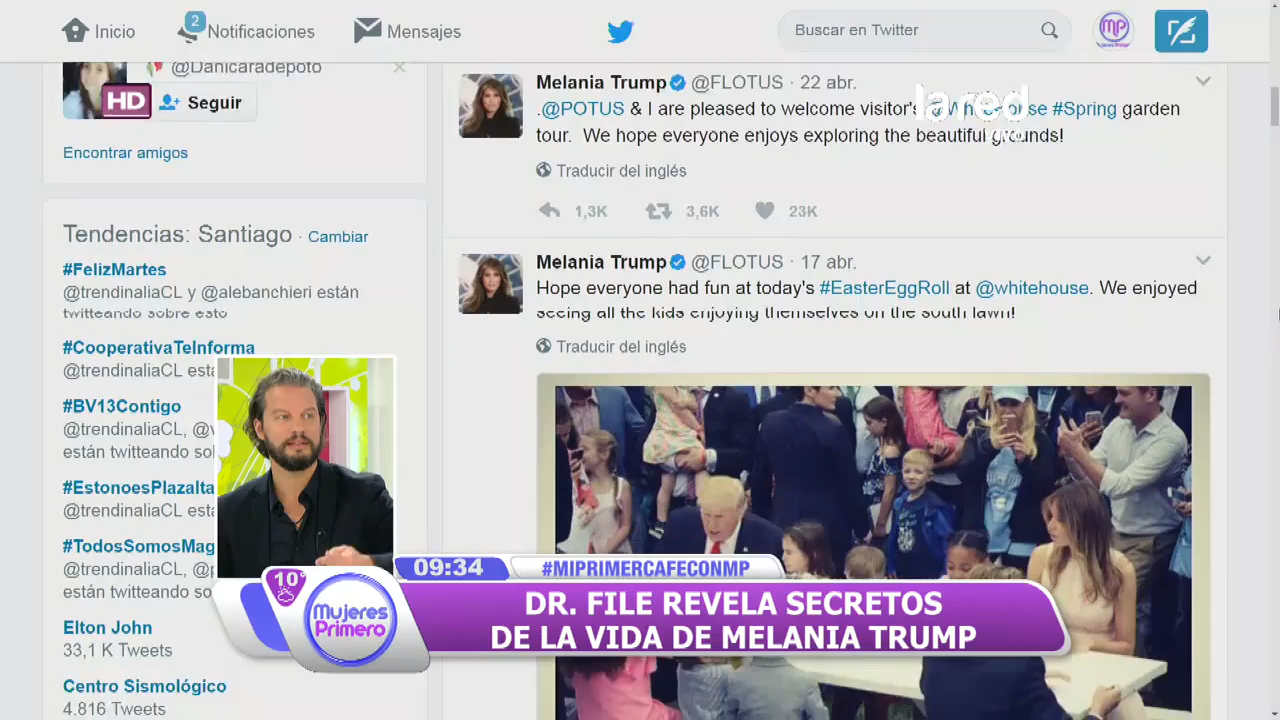 Inicio
2
Notificaciones
Mensajes
Buscar en Twitter
MP
@Danicaradepoto
HD
Seguir
Encontrar amigos
Tendencias: Santiago · Cambiar
#FelizMartes
@trendinaliaCL y @alebanchieri están
twitteando sobre esto
#CooperativaTeInforma
@trendinaliaCL
#BV13Contigo
@trendinaliaCL,
están twitteando
#EstonoesPlazaIta
@trendinaliaCL
#TodosSomosMag
@trendinaliaCL,
están twitteando
Elton John
33,1 K Tweets
Centro Sismológico
4.816 Tweets
Melania Trump @FLOTUS · 22 abr.
.@POTUS & I are pleased to welcome visitor's #Spring garden
tour. We hope everyone enjoys exploring the beautiful grounds!
la red
Traducir del inglés
1,3K 3,6K 23K
Melania Trump @FLOTUS · 17 abr.
Hope everyone had fun at today's #EasterEggRoll at @whitehouse. We enjoyed
seeing all the kids enjoying themselves on the south lawn!
Traducir del inglés
09:34
#MIPRIMERCAFECONMP
10°
Mujeres
Primero
DR. FILE REVELA SECRETOS
DE LA VIDA DE MELANIA TRUMP